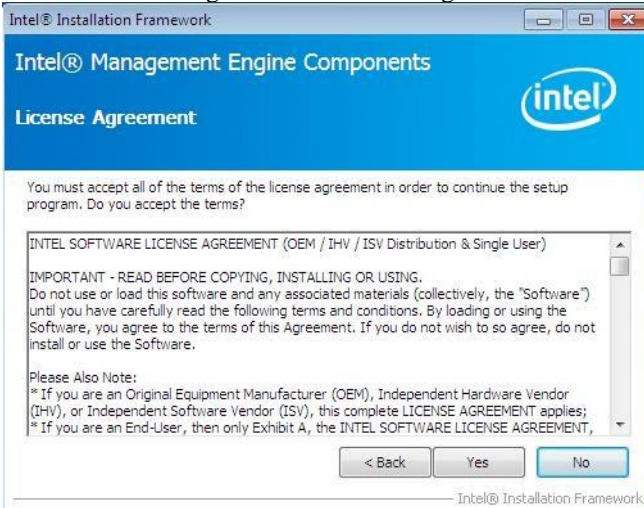 Intel® Installation Framework
Intel® Management Engine Components
License Agreement
intel
You must accept all of the terms of the license agreement in order to continue the setup
program. Do you accept the terms?
INTEL SOFTWARE LICENSE AGREEMENT (OEM / IHV / ISV Distribution & Single User)
IMPORTANT - READ BEFORE COPYING, INSTALLING OR USING.
Do not use or load this software and any associated materials (collectively, the "Software")
until you have carefully read the following terms and conditions. By loading or using the
Software, you agree to the terms of this Agreement. If you do not wish to so agree, do not
install or use the Software.
Please Also Note:
* If you are an Original Equipment Manufacturer (OEM), Independent Hardware Vendor
(IHV), or Independent Software Vendor (ISV), this complete LICENSE AGREEMENT applies;
* If you are an End-User, then only Exhibit A, the INTEL SOFTWARE LICENSE AGREEMENT,
< Back Yes No
Intel® Installation Framework